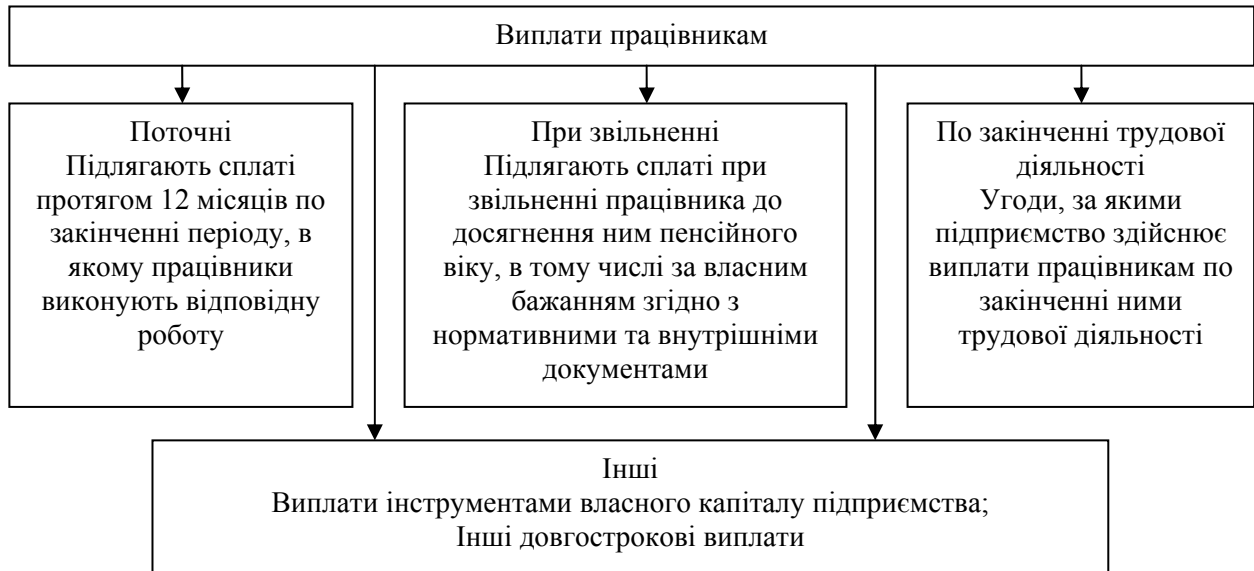 Виплати працівникам
Поточні
Підлягають сплаті
протягом 12 місяців по
закінченні періоду, в
якому працівники
виконують відповідну
роботу
При звільненні
Підлягають сплаті при
звільненні працівника до
досягнення ним пенсійного
віку, в тому числі за власним
бажанням згідно з
нормативними та внутрішніми
документами
По закінченні трудової
діяльності
Угоди, за якими
підприємство здійснює
виплати працівникам по
закінченні ними
трудової діяльності
Інші
Виплати інструментами власного капіталу підприємства;
Інші довгострокові виплати